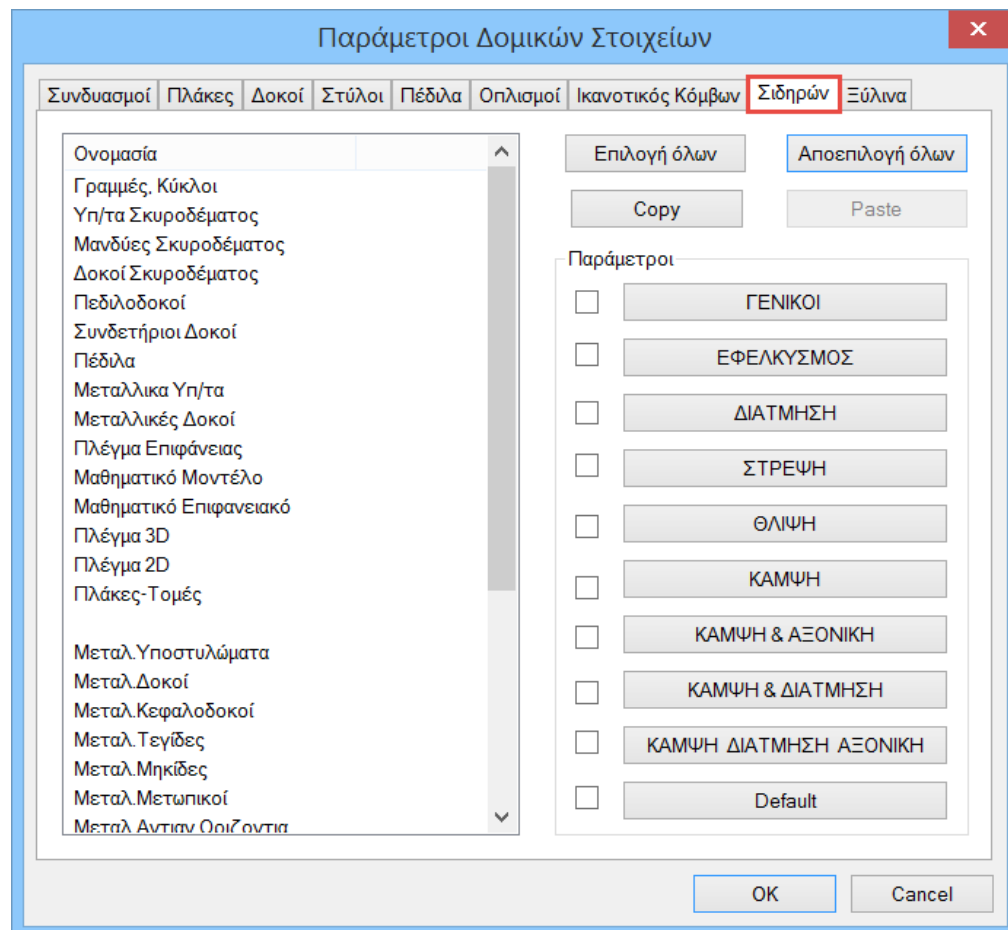 Παράμετροι Δομικών Στοιχείων
Συνδυασμοί Πλάκες Δοκοί Στύλοι Πέδιλα Οπλισμοί Ικανοτικός Κόμβων Σιδηρών Ξύλινα
Ονομασία
Γραμμές, Κύκλοι
Υπ/τα Σκυροδέματος
Μανδύες Σκυροδέματος
Δοκοί Σκυροδέματος
Πεδιλοδοκοί
Συνδετήριοι Δοκοί
Πέδιλα
Μεταλλικα Υπ/τα
Μεταλλικές Δοκοί
Πλέγμα Επιφάνειας
Μαθηματικό Μοντέλο
Μαθηματικό Επιφανειακό
Πλέγμα 3D
Πλέγμα 2D
Πλάκες-Τομές
Μεταλ.Υποστυλώματα
Μεταλ.Δοκοί
Μεταλ.Κεφαλοδοκοί
Μεταλ.Τεγίδες
Μεταλ.Μηκίδες
Μεταλ.Μετωπικοί
Μεταλ.Αντιαν.Οριζοντια
Επιλογή όλων Αποεπιλογή όλων
Copy Paste
Παράμετροι
ΓΕΝΙΚΟΙ
ΕΦΕΛΚΥΣΜΟΣ
ΔΙΑΤΜΗΣΗ
ΣΤΡΕΨΗ
ΘΛΙΨΗ
ΚΑΜΨΗ
ΚΑΜΨΗ & ΑΞΟΝΙΚΗ
ΚΑΜΨΗ & ΔΙΑΤΜΗΣΗ
ΚΑΜΨΗ ΔΙΑΤΜΗΣΗ ΑΞΟΝΙΚΗ
Default
OK Cancel